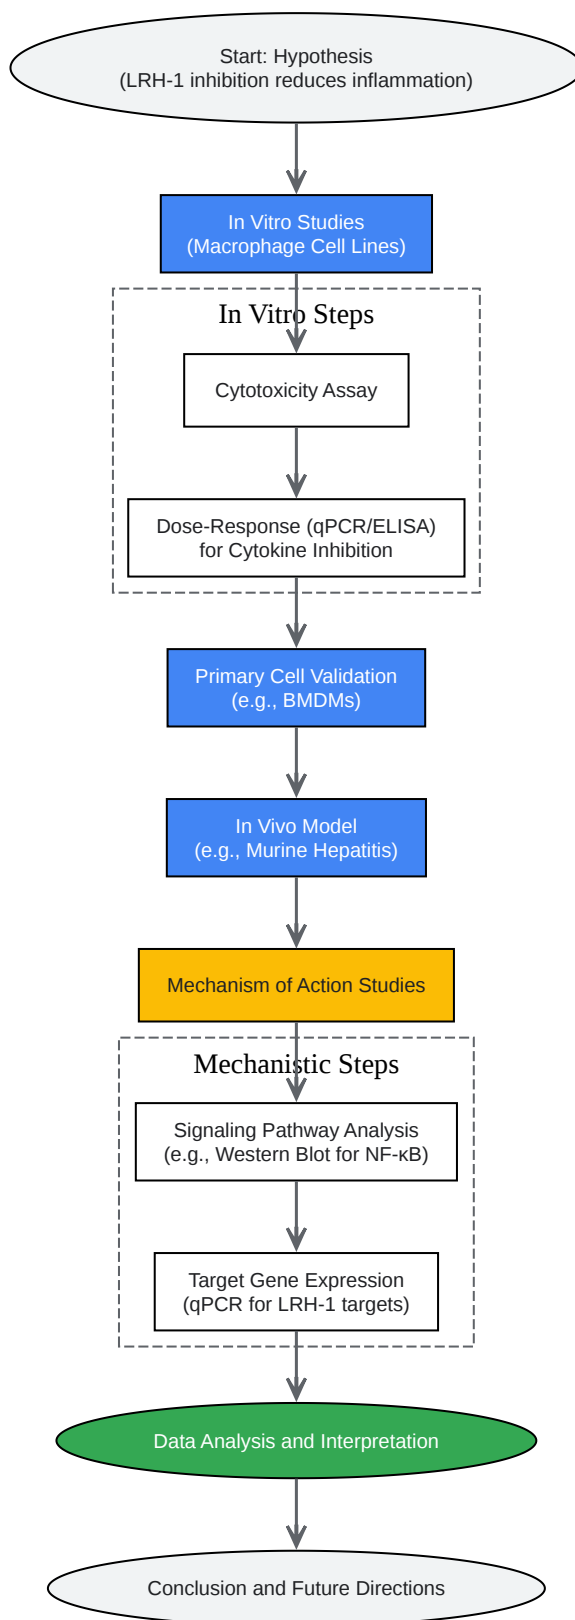 Start: Hypothesis
(LRH-1 inhibition reduces inflammation)
In Vitro Studies
(Macrophage Cell Lines)
In Vitro Steps
Cytotoxicity Assay
Dose-Response (qPCR/ELISA)
for Cytokine Inhibition
Primary Cell Validation
(e.g., BMDMs)
In Vivo Model
(e.g., Murine Hepatitis)
Mechanism of Action Studies
Mechanistic Steps
Signaling Pathway Analysis
(e.g., Western Blot for NF-κB)
Target Gene Expression
(qPCR for LRH-1 targets)
Data Analysis and Interpretation
Conclusion and Future Directions